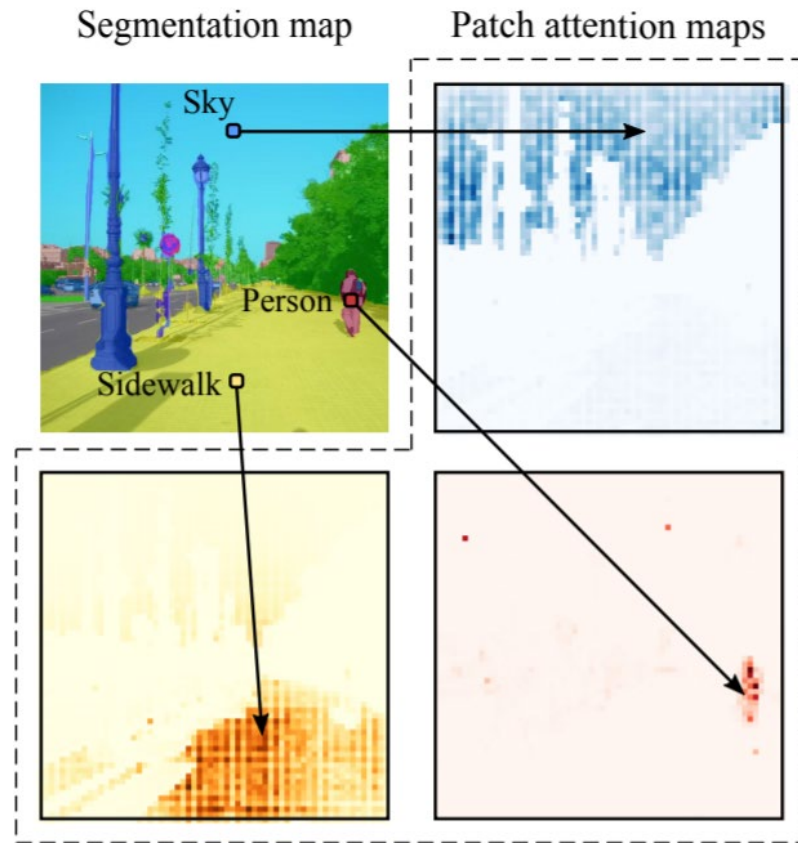 Segmentation map
Patch attention maps
Sky
Person
Sidewalk